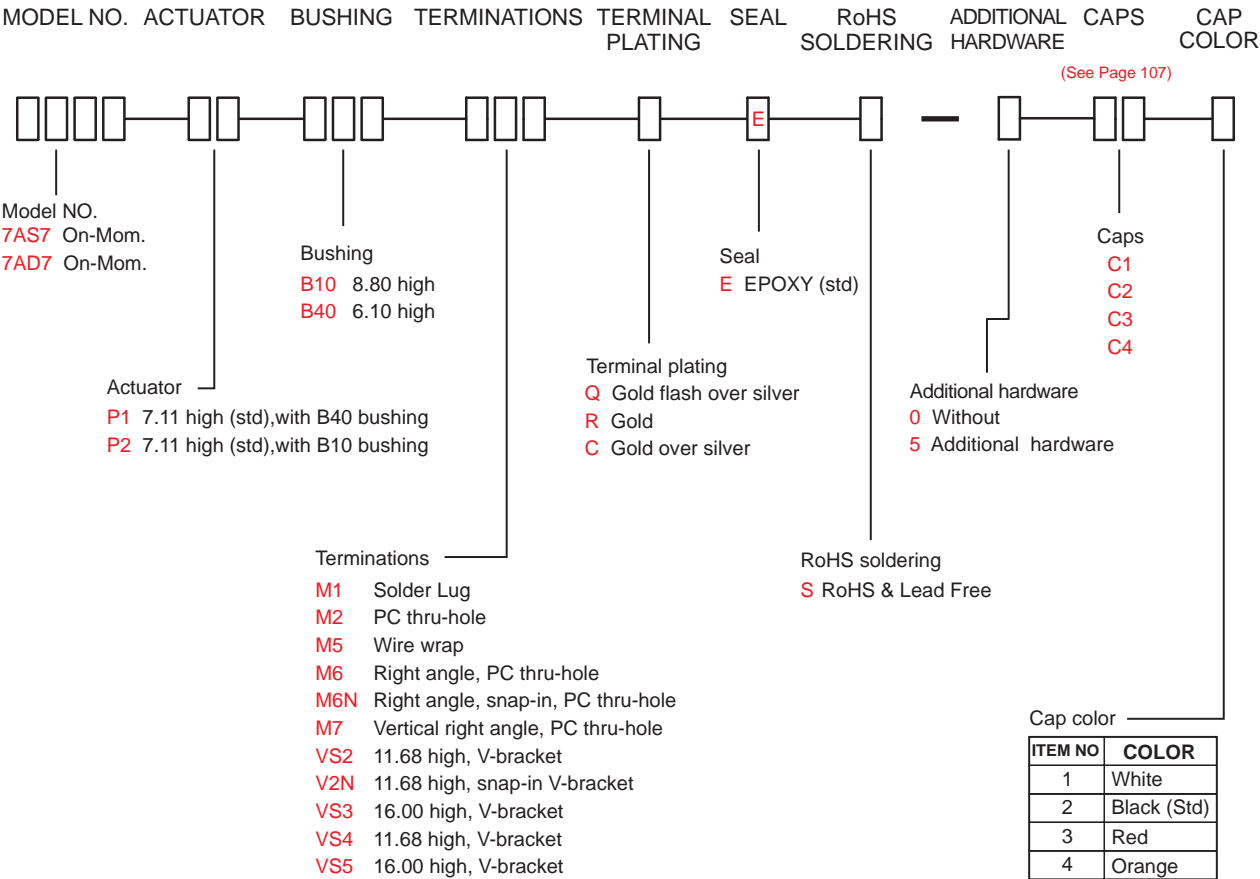 MODEL NO. ACTUATOR BUSHING TERMINATIONS TERMINAL PLATING SEAL RoHS SOLDERING ADDITIONAL HARDWARE CAPS CAP COLOR
(See Page 107)
E
Model NO.
7AS7 On-Mom.
7AD7 On-Mom.
Actuator
P1 7.11 high (std),with B40 bushing
P2 7.11 high (std),with B10 bushing
Bushing
B10 8.80 high
B40 6.10 high
Terminations
M1 Solder Lug
M2 PC thru-hole
M5 Wire wrap
M6 Right angle, PC thru-hole
M6N Right angle, snap-in, PC thru-hole
M7 Vertical right angle, PC thru-hole
VS2 11.68 high, V-bracket
V2N 11.68 high, snap-in V-bracket
VS3 16.00 high, V-bracket
VS4 11.68 high, V-bracket
VS5 16.00 high, V-bracket
Terminal plating
Q Gold flash over silver
R Gold
C Gold over silver
Seal
E EPOXY (std)
RoHS soldering
S RoHS & Lead Free
Additional hardware
0 Without
5 Additional hardware
Caps
C1
C2
C3
C4
Cap color
ITEM NO COLOR
1 White
2 Black (Std)
3 Red
4 Orange